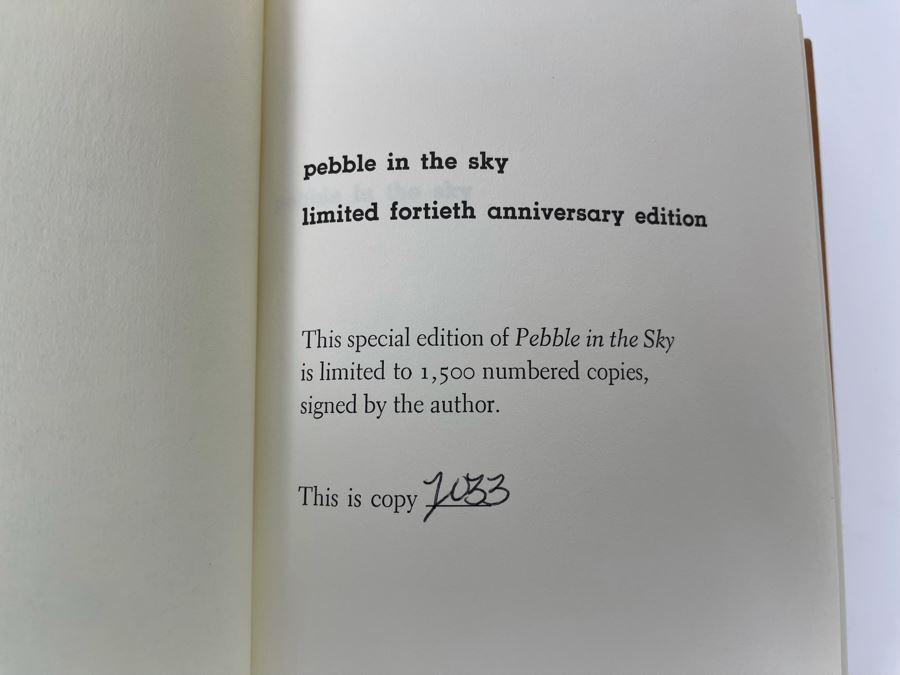 pebble in the sky
limited fortieth anniversary edition
This special edition of Pebble in the Sky
is limited to 1,500 numbered copies,
signed by the author.
This is copy 1033